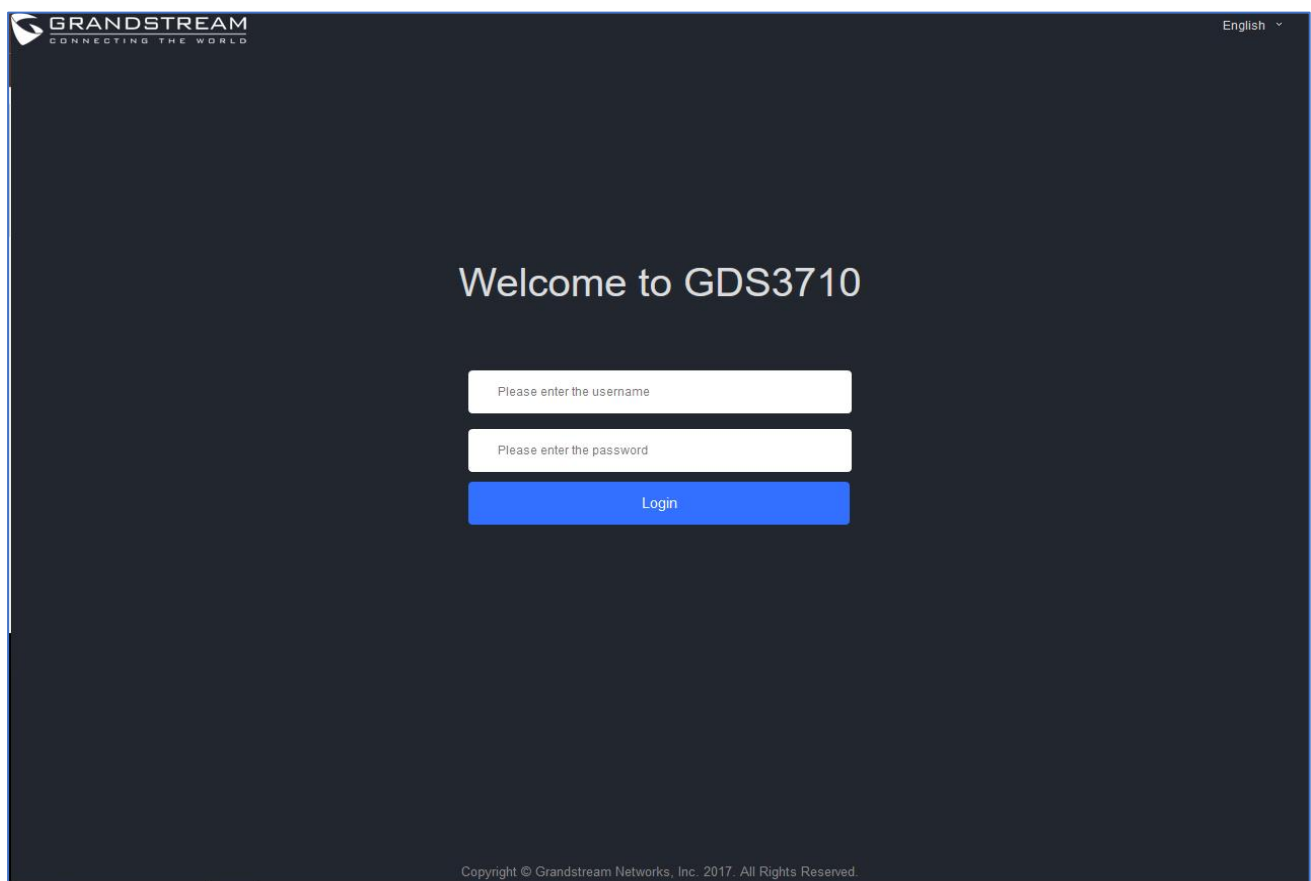 GRANDSTREAM
CONNECTING THE WORLD
English
Welcome to GDS3710
Please enter the username
Please enter the password
Login
Copyright © Grandstream Networks, Inc. 2017. All Rights Reserved.